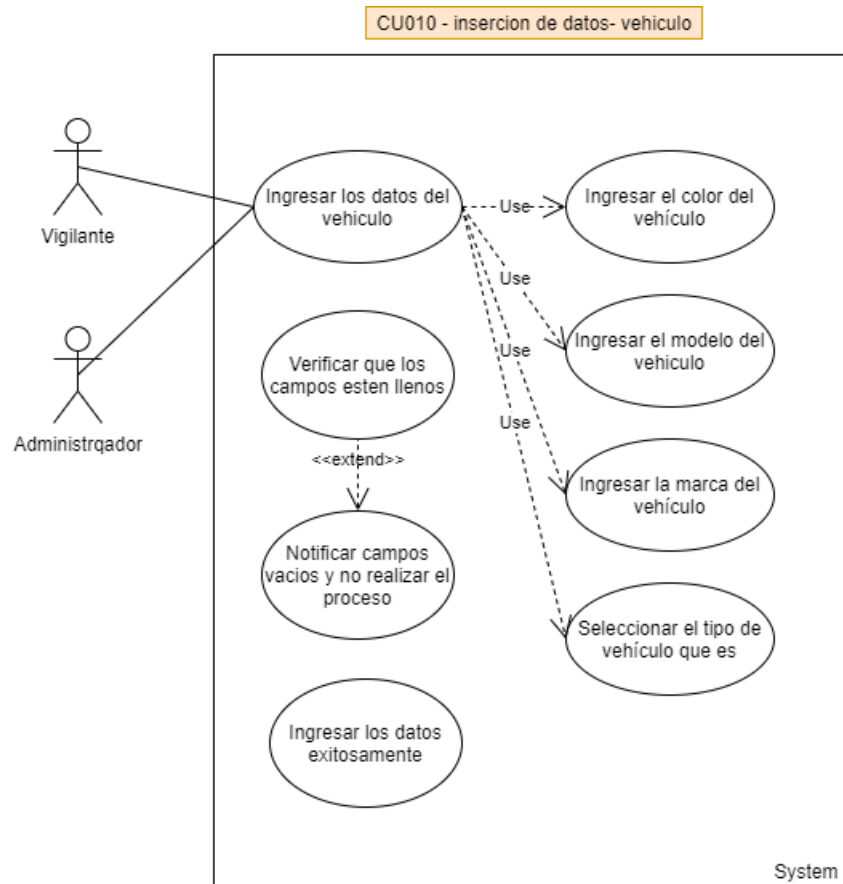 CU010 - insercion de datos- vehiculo
Vigilante
Administrqador
Ingresar los datos del
vehiculo
Use
Ingresar el color del
vehículo
Use
Ingresar el modelo del
vehiculo
Use
Ingresar la marca del
vehículo
Use
Seleccionar el tipo de
vehículo que es
Verificar que los
campos esten llenos
<<extend>>
Notificar campos
vacios y no realizar el
proceso
Ingresar los datos
exitosamente
System